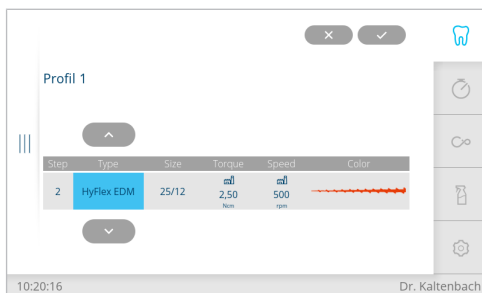 Profil 1
Step Type Size Torque Speed Color
2 HyFlex EDM 25/12 2,50 500
Ncm rpm
10:20:16 Dr. Kaltenbach